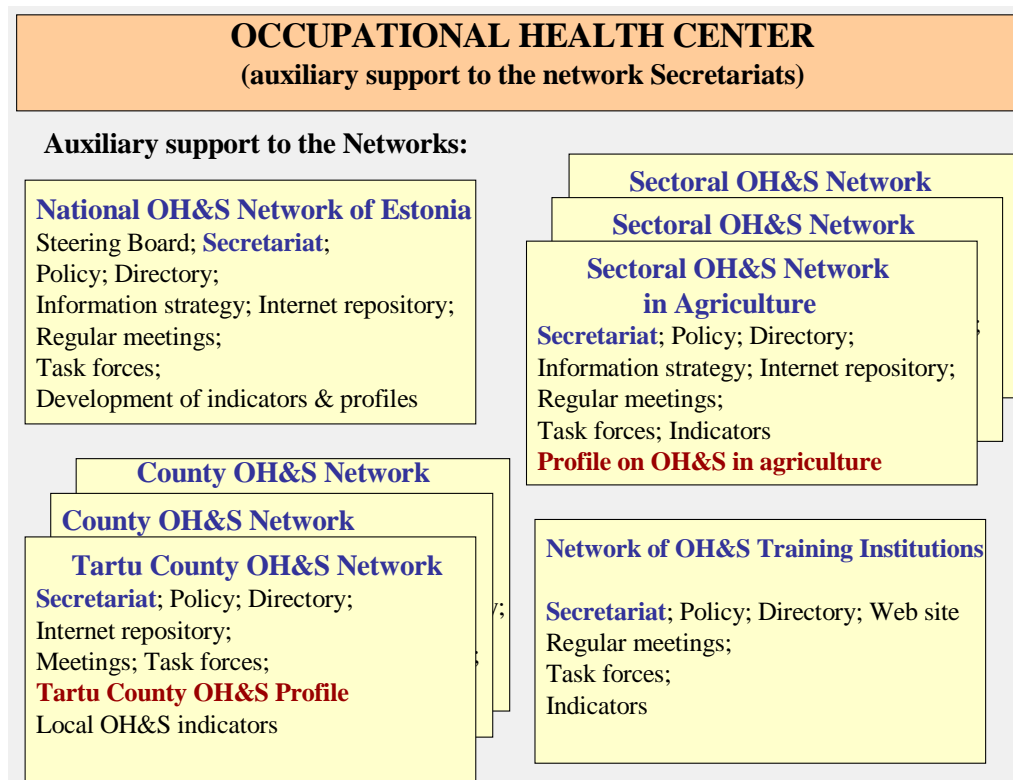 OCCUPATIONAL HEALTH CENTER
(auxiliary support to the network Secretariats)
Auxiliary support to the Networks:
National OH&S Network of Estonia
Steering Board; Secretariat;
Policy; Directory;
Information strategy; Internet repository;
Regular meetings;
Task forces;
Development of indicators & profiles
Sectoral OH&S Network
Sectoral OH&S Network
Sectoral OH&S Network
in Agriculture
Secretariat; Policy; Directory;
Information strategy; Internet repository;
Regular meetings;
Task forces; Indicators
Profile on OH&S in agriculture
County OH&S Network
County OH&S Network
Tartu County OH&S Network
Secretariat; Policy; Directory;
Internet repository;
Meetings; Task forces;
Tartu County OH&S Profile
Local OH&S indicators
Network of OH&S Training Institutions
Secretariat; Policy; Directory; Web site
Regular meetings;
Task forces;
Indicators